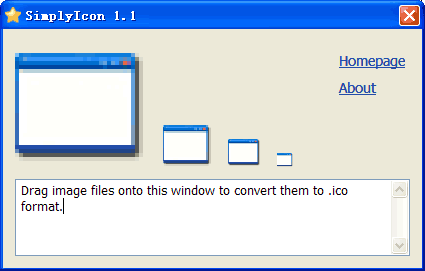 SimplyIcon 1.1
Homepage
About
Drag image files onto this window to convert them to .ico
format.